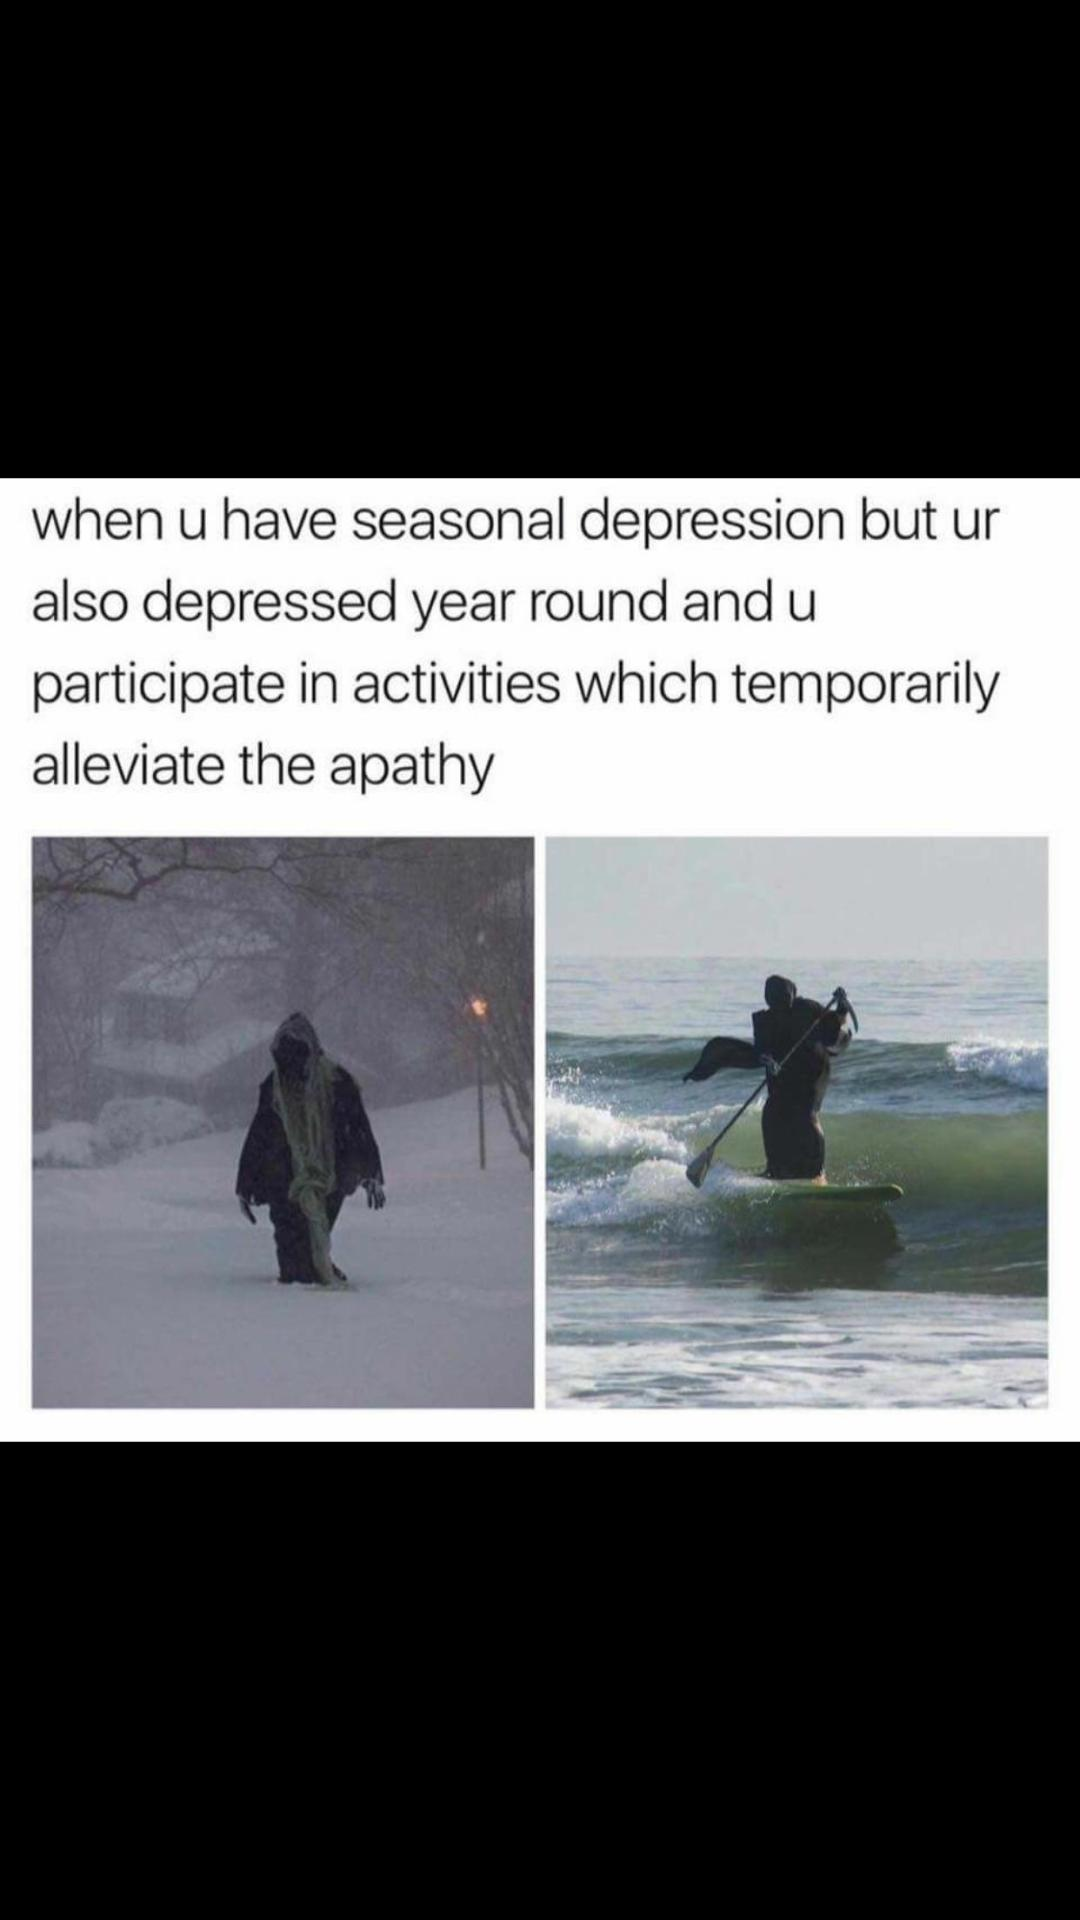 when u have seasonal depression but ur
also depressed year round and u
participate in activities which temporarily
alleviate the apathy